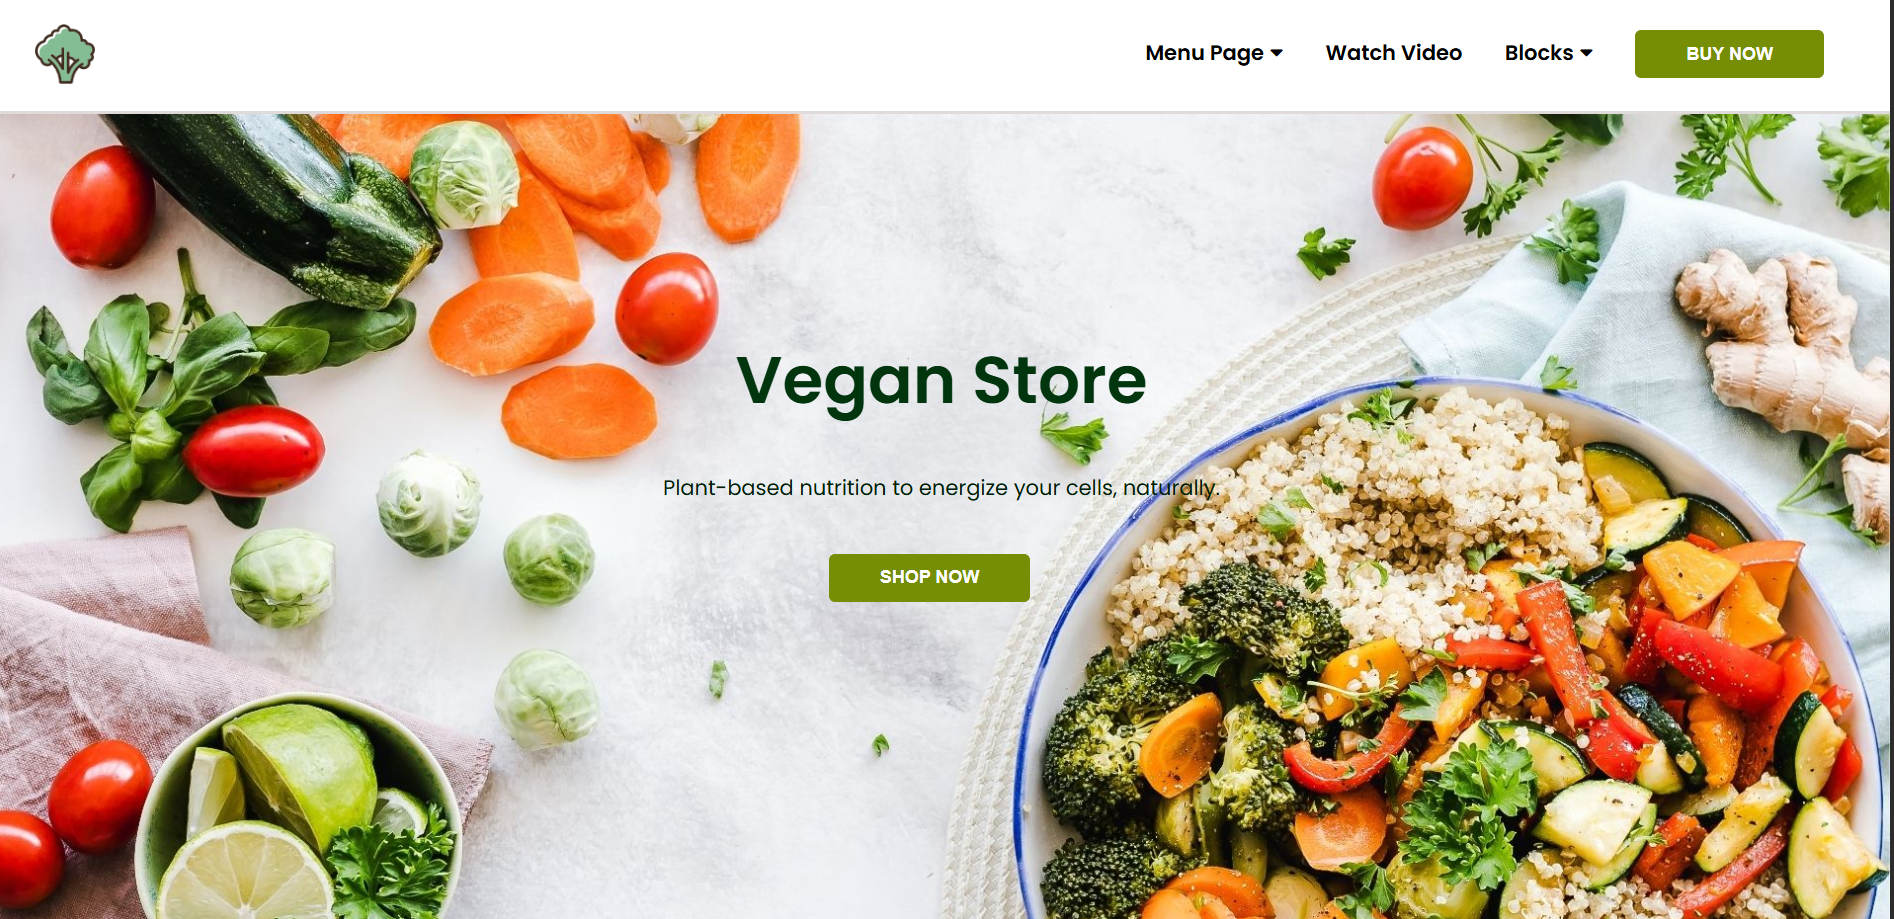 Menu Page Watch Video Blocks BUY NOW
Vegan Store
Plant-based nutrition to energize your cells, naturally.
SHOP NOW